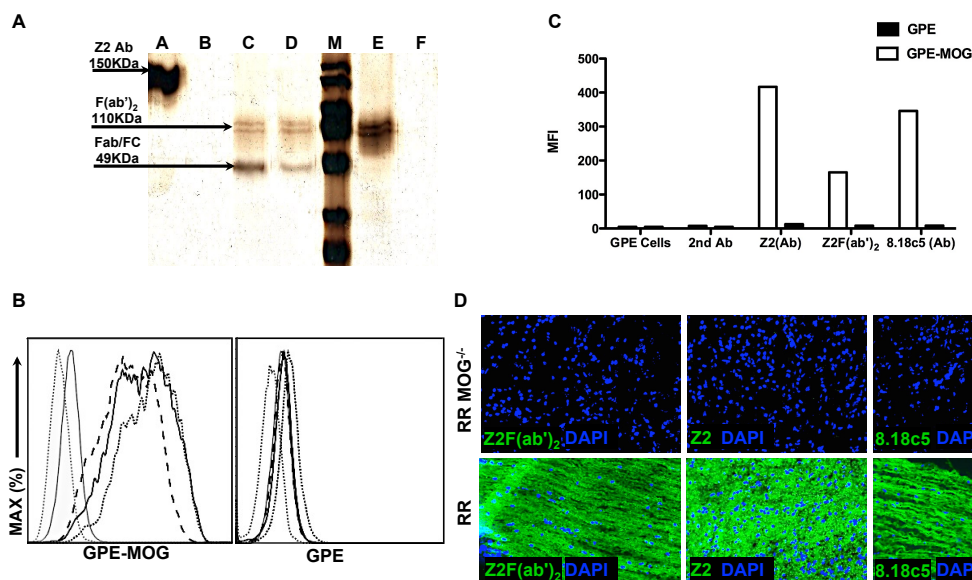 A
A B C D M E F
Z2 Ab
150KDa
F(ab')₂
110KDa
Fab/FC
49KDa
B
MAX (%)
GPE-MOG
GPE
C
GPE
GPE-MOG
MFI
500
400
300
200
100
0
GPE Cells 2nd Ab Z2(Ab) Z2F(ab')₂ 8.18c5 (Ab)
D
RR MOG⁻/⁻
Z2F(ab')₂ DAPI
Z2 DAPI
8.18c5 DAPI
RR
Z2F(ab')₂ DAPI
Z2 DAPI
8.18c5 DAPI